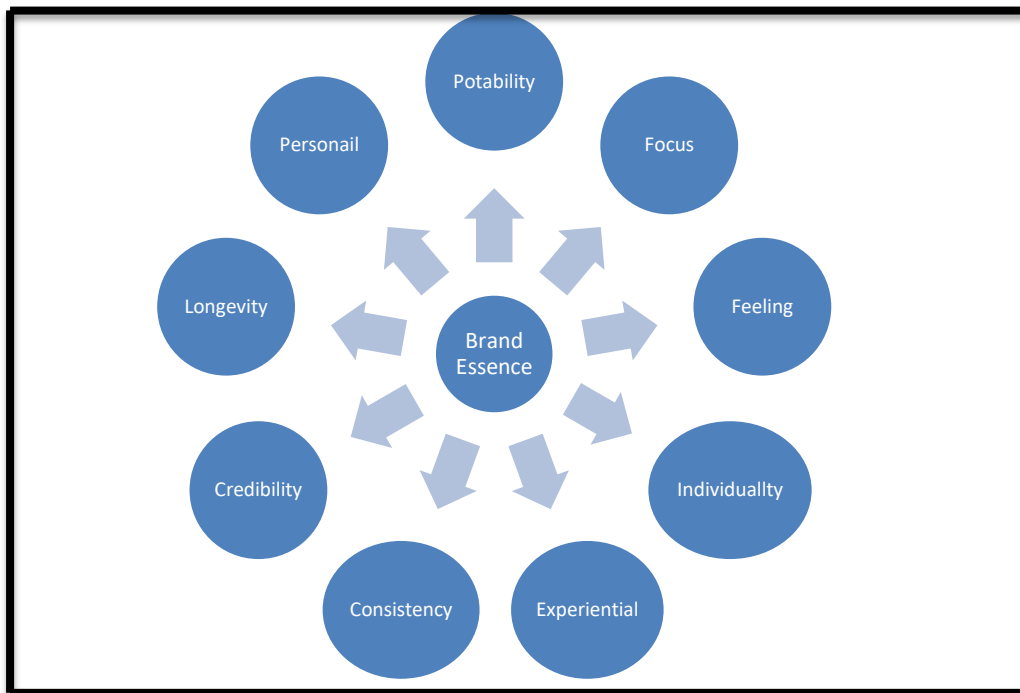 Potability
Focus
Feeling
Individuallty
Experiential
Consistency
Credibility
Longevity
Personail
Brand
Essence